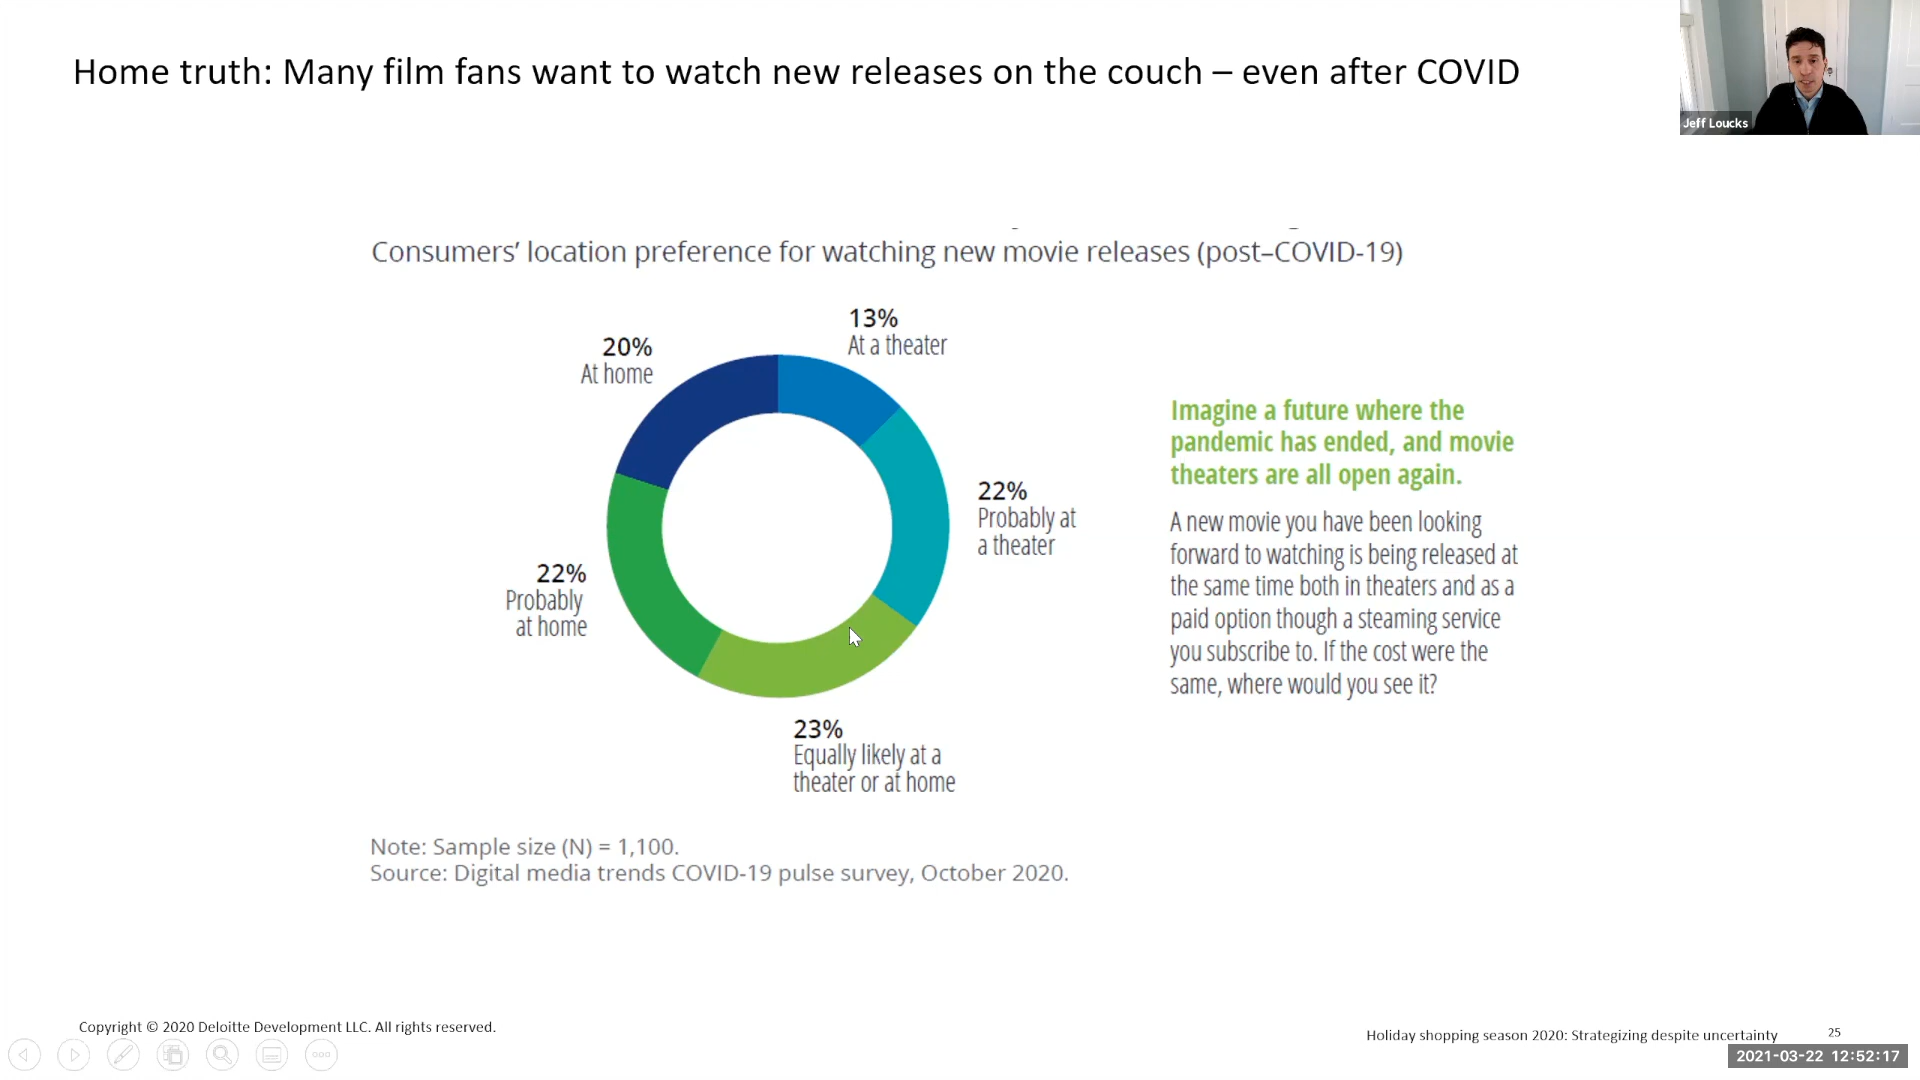 Home truth: Many film fans want to watch new releases on the couch – even after COVID
Jeff Loucks
Consumers’ location preference for watching new movie releases (post–COVID-19)
13%
At a theater
20%
At home
22%
Probably at
a theater
22%
Probably
at home
23%
Equally likely at a
theater or at home
Imagine a future where the
pandemic has ended, and movie
theaters are all open again.
A new movie you have been looking
forward to watching is being released at
the same time both in theaters and as a
paid option though a steaming service
you subscribe to. If the cost were the
same, where would you see it?
Note: Sample size (N) = 1,100.
Source: Digital media trends COVID-19 pulse survey, October 2020.
Copyright © 2020 Deloitte Development LLC. All rights reserved.
Holiday shopping season 2020: Strategizing despite uncertainty
25
2021-03-22 12:52:17